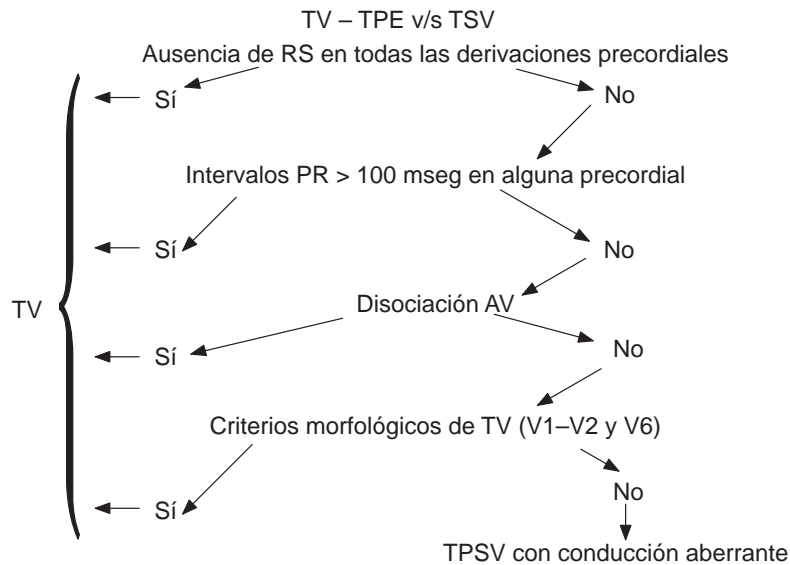 TV – TPE v/s TSV
Ausencia de RS en todas las derivaciones precordiales
Sí
No
Intervalos PR > 100 mseg en alguna precordial
Sí
No
TV
Disociación AV
Sí
No
Criterios morfológicos de TV (V1–V2 y V6)
Sí
No
TPSV con conducción aberrante